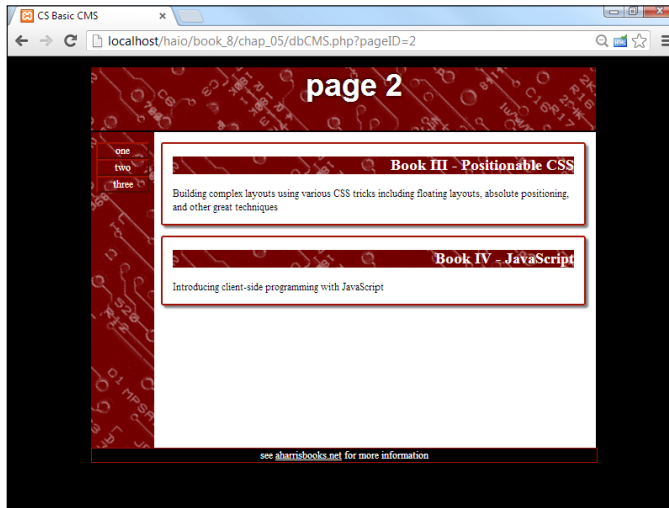 CS Basic CMS
localhost/haio/book_8/chap_05/dbCMS.php?pageID=2
page 2
one
two
three
Book III - Positionable CSS
Building complex layouts using various CSS tricks including floating layouts, absolute positioning,
and other great techniques
Book IV - JavaScript
Introducing client-side programming with JavaScript
see aharrisbooks.net for more information